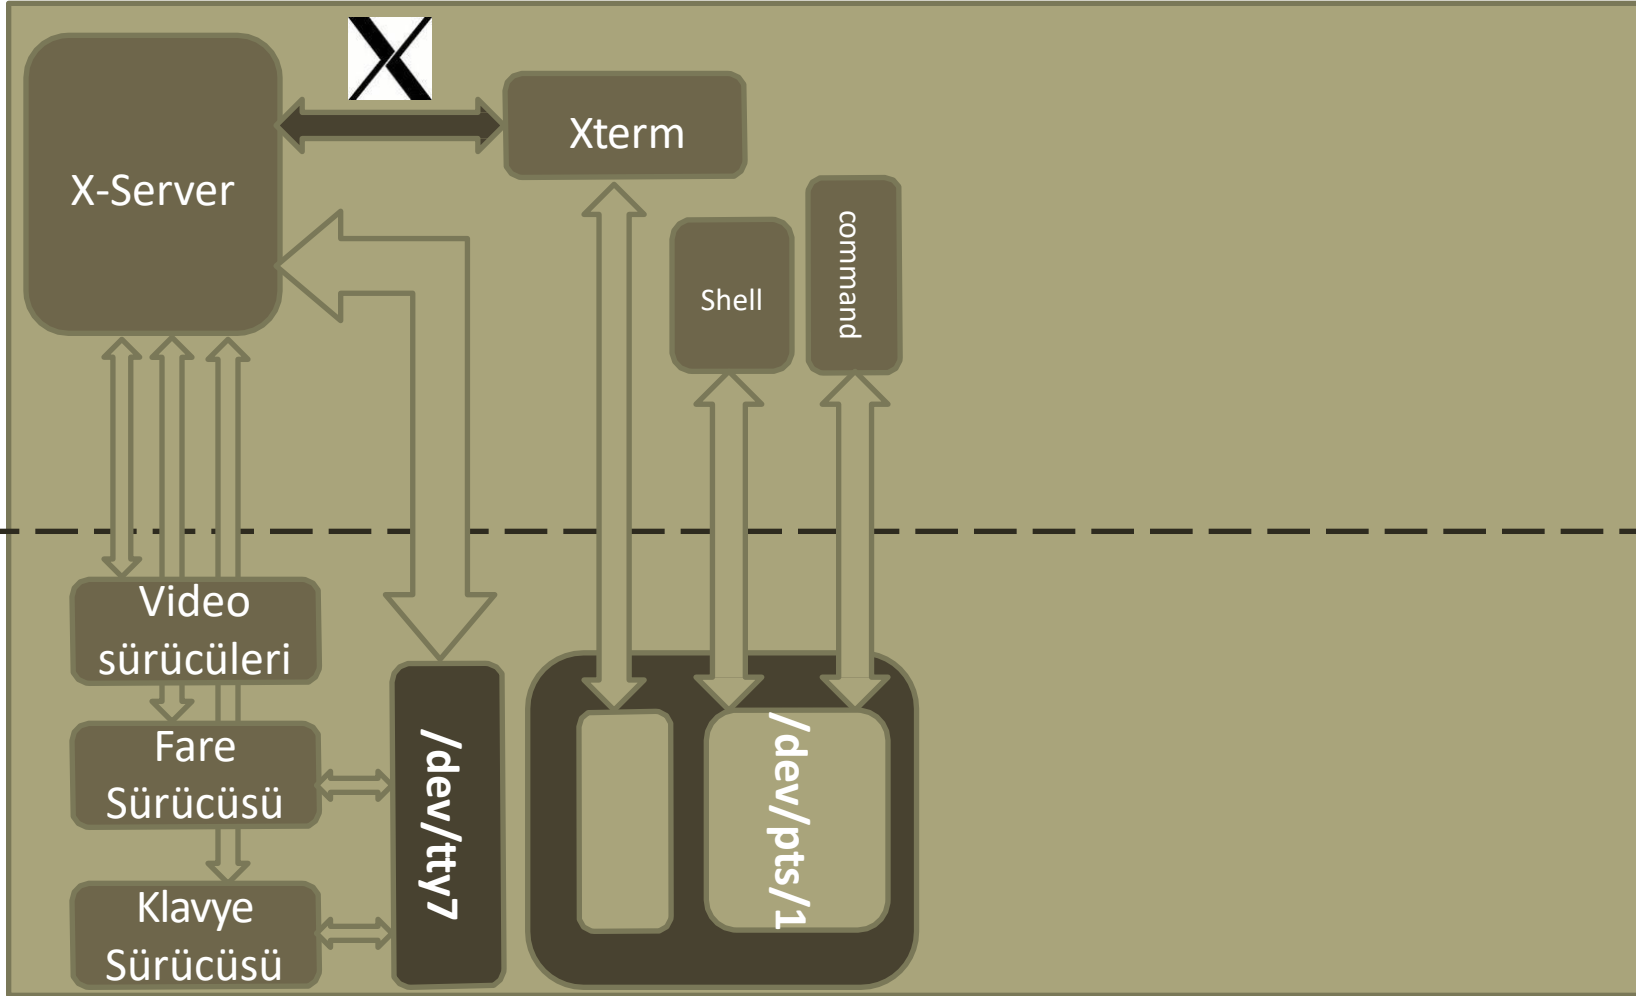 X
Xterm
X-Server
command
Shell
Video
sürücüleri
Fare
Sürücüsü
Klavye
Sürücüsü
/dev/tty7
/dev/pts/1